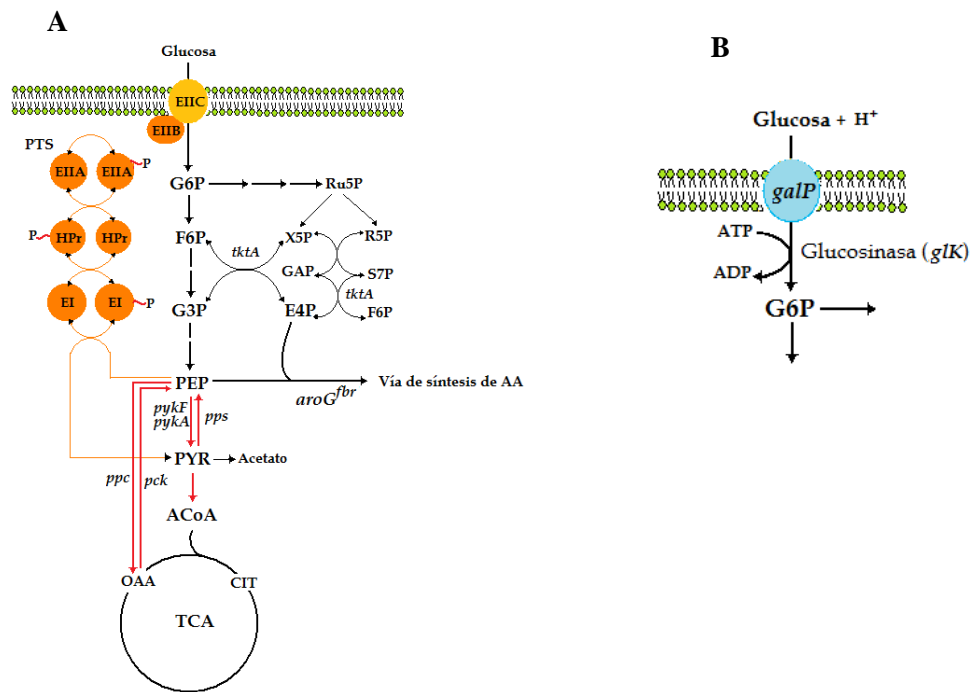 A
Glucosa
EIIC
EIIB
PTS
EIIA
EIIA
P
G6P
Ru5P
P
HPr
HPr
F6P
tktA
X5P
R5P
GAP
S7P
EI
EI
P
G3P
E4P
tktA
F6P
PEP
aroGfbr
Vía de síntesis de AA
pykF
pykA
pps
ppc
pck
PYR
Acetato
ACoA
OAA
CIT
TCA
B
Glucosa + H+
galP
ATP
Glucosinasa (glK)
ADP
G6P